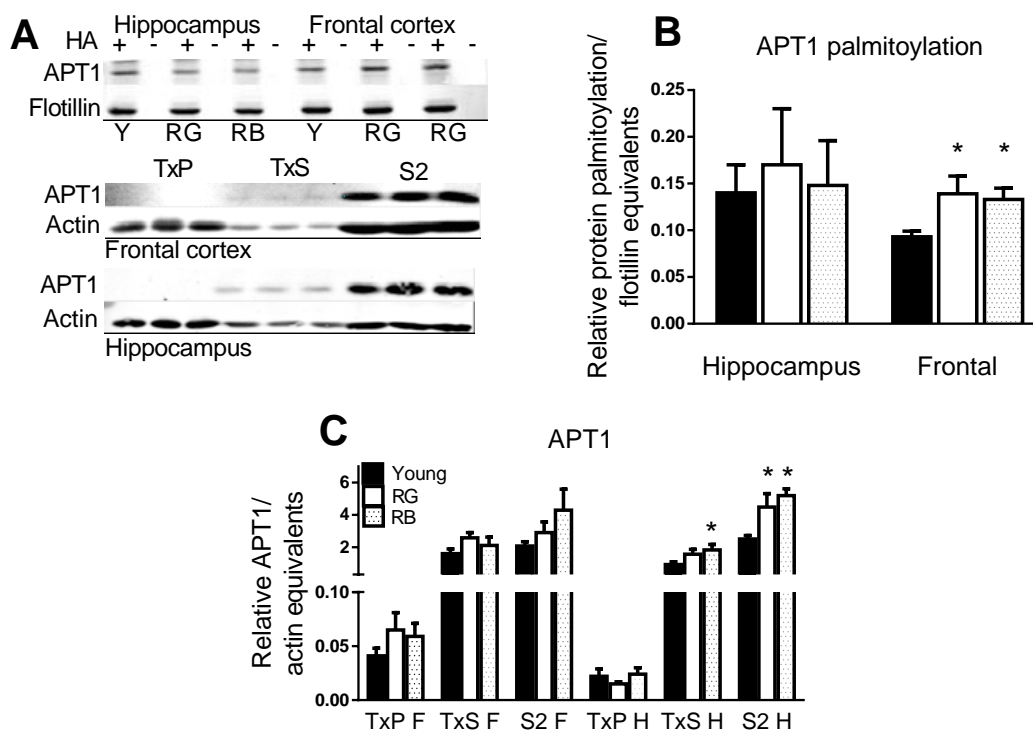 A
Hippocampus Frontal cortex
HA + - + - + - + - + - + -
APT1
Flotillin
Y RG RB Y RG RG
TxP TxS S2
APT1
Actin
Frontal cortex
APT1
Actin
Hippocampus
B
APT1 palmitoylation
Relative protein palmitoylation/
flotillin equivalents
0.25
0.20
0.15
0.10
0.05
0.00
* *
Hippocampus Frontal
C
APT1
Relative APT1/
actin equivalents
Young
RG
RB
6
4
2
0.10
0.05
0.00
* * *
TxP F TxS F S2 F TxP H TxS H S2 H